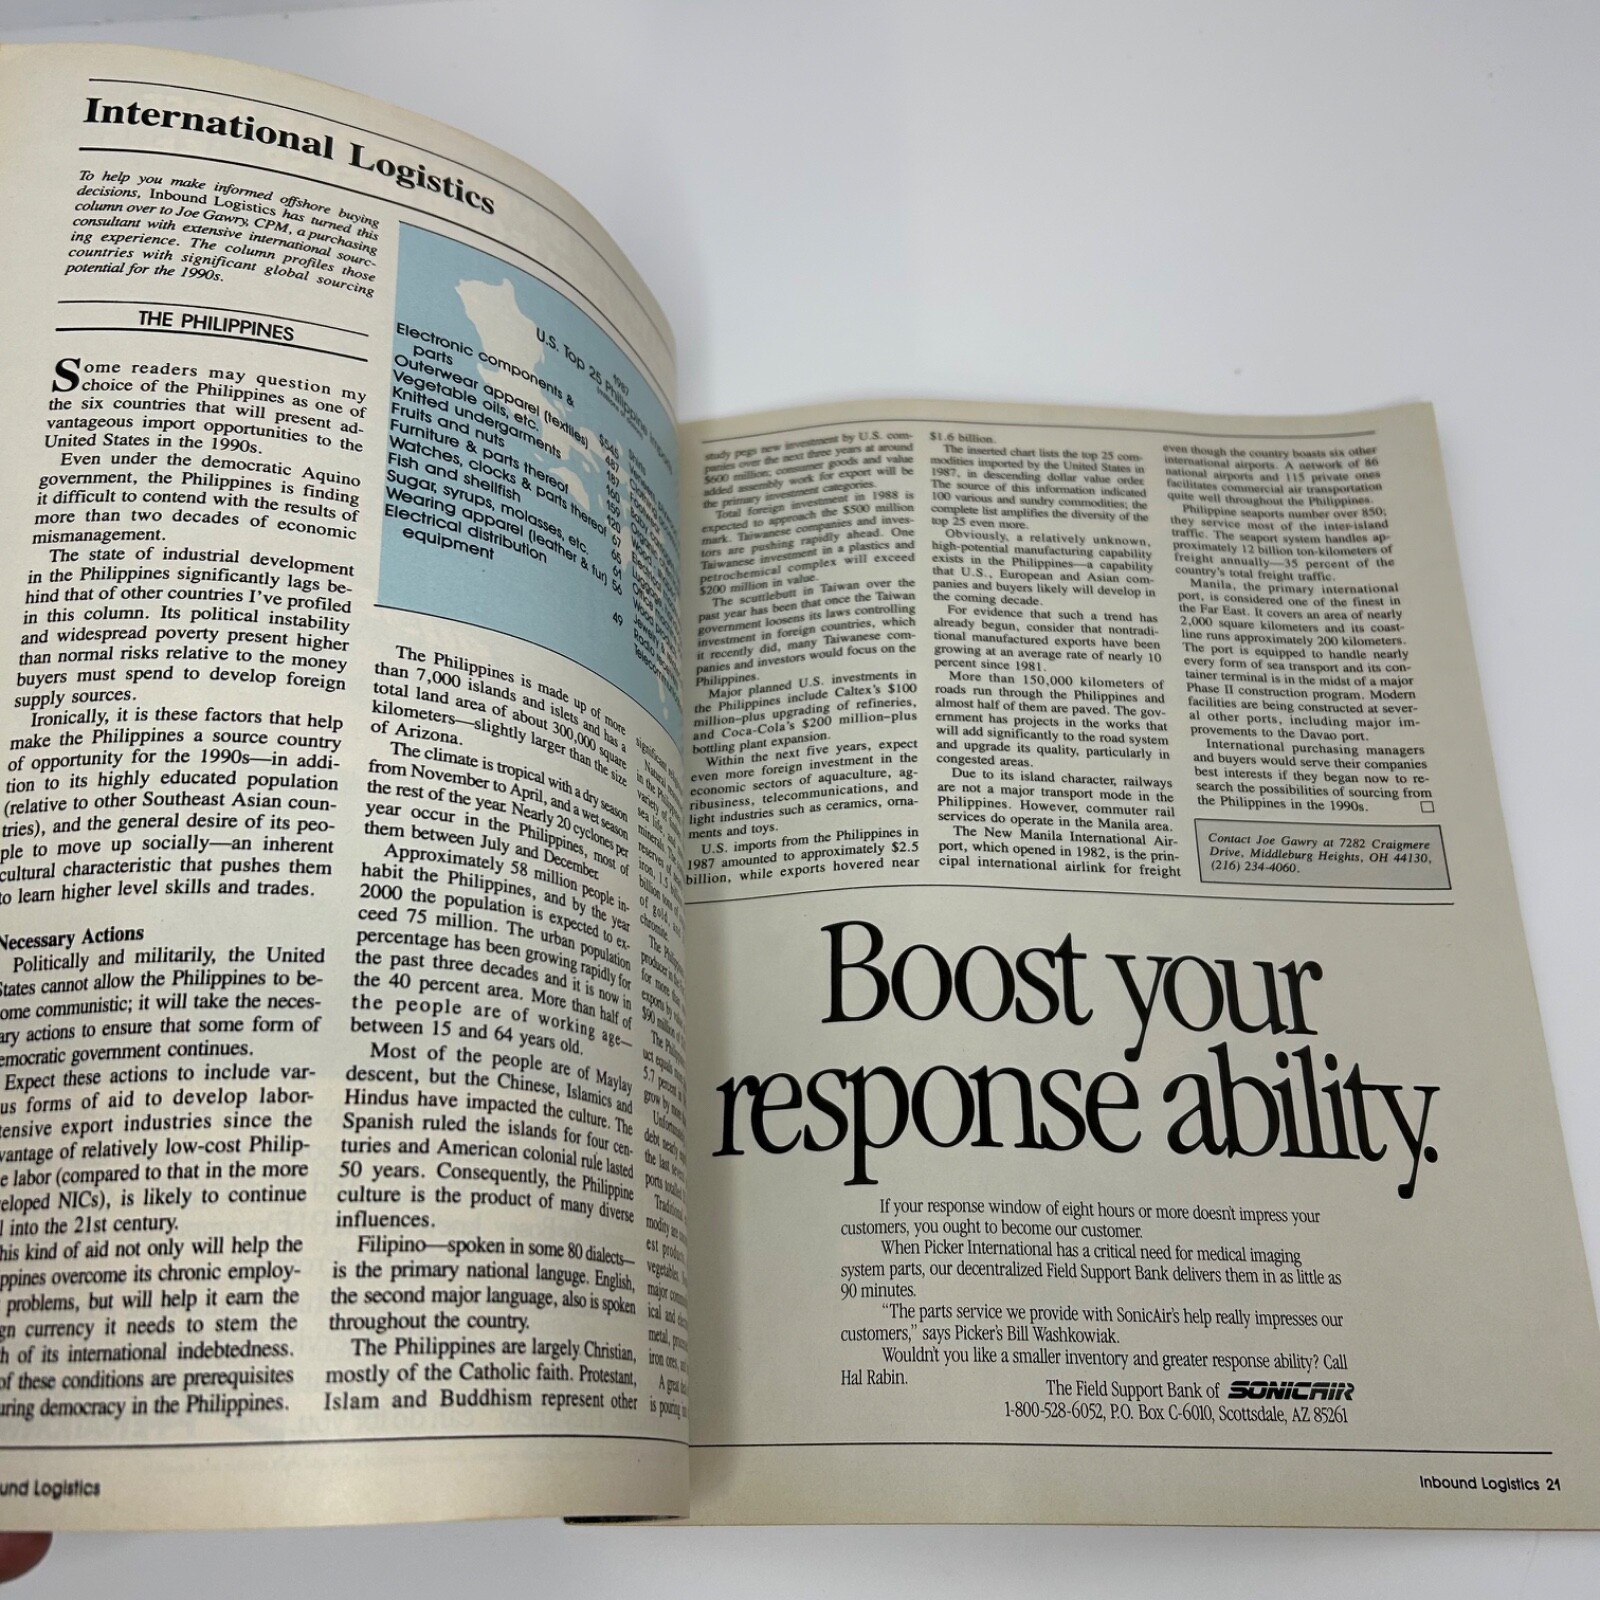 International Logistics
To help you make informed offshore buying
decisions, Inbound Logistics has turned this
column over to Joe Gawry, CPM, a purchasing
consultant with extensive international sourc-
ing experience. The column profiles those
countries with significant global sourcing
potential for the 1990s.
THE PHILIPPINES
Some readers may question my
choice of the Philippines as one of
the six countries that will present ad-
vantageous import opportunities to the
United States in the 1990s.
Even under the democratic Aquino
government, the Philippines is finding
it difficult to contend with the results of
more than two decades of economic
mismanagement.
The state of industrial development
in the Philippines significantly lags be-
hind that of other countries I've profiled
in this column. Its political instability
and widespread poverty present higher
than normal risks relative to the money
buyers must spend to develop foreign
supply sources.
Ironically, it is these factors that help
make the Philippines a source country
of opportunity for the 1990s—in addi-
tion to its highly educated population
(relative to other Southeast Asian coun-
tries), and the general desire of its peo-
ple to move up socially—an inherent
cultural characteristic that pushes them
to learn higher level skills and trades.
Necessary Actions
Politically and militarily, the United
States cannot allow the Philippines to be-
ome communistic; it will take the neces-
ary actions to ensure that some form of
emocratic government continues.
Expect these actions to include var-
us forms of aid to develop labor-
tensive export industries since the
vantage of relatively low-cost Philip-
e labor (compared to that in the more
eloped NICs), is likely to continue
l into the 21st century.
his kind of aid not only will help the
ppines overcome its chronic employ-
problems, but will help it earn the
gn currency it needs to stem the
h of its international indebtedness.
of these conditions are prerequisites
uring democracy in the Philippines.
und Logistics
U.S. Top 25 Philippine Imports
1987
Electronic components &
parts $545
Outerwear apparel (textiles) 487
Vegetable oils, etc. 187
Knitted undergarments 160
Fruits and nuts 159
Furniture & parts thereof 120
Watches, clocks & parts thereof 67
Fish and shellfish 65
Sugar, syrups, molasses, etc. 61
Wearing apparel (leather & fur) 56
Electrical distribution
equipment 49
The Philippines is made up of more
than 7,000 islands and islets and has a
total land area of about 300,000 square
kilometers—slightly larger than the size
of Arizona.
The climate is tropical with a dry season
from November to April, and a wet season
the rest of the year. Nearly 20 cyclones per
year occur in the Philippines, most of
them between July and December.
Approximately 58 million people in-
habit the Philippines, and by the year
2000 the population is expected to ex-
ceed 75 million. The urban population
percentage has been growing rapidly for
the past three decades and it is now in
the 40 percent area. More than half of
the people are of working age—
between 15 and 64 years old.
Most of the people are of Maylay
descent, but the Chinese, Islamics and
Hindus have impacted the culture. The
Spanish ruled the islands for four cen-
turies and American colonial rule lasted
50 years. Consequently, the Philippine
culture is the product of many diverse
influences.
Filipino—spoken in some 80 dialects—
is the primary national languge. English,
the second major language, also is spoken
throughout the country.
The Philippines are largely Christian,
mostly of the Catholic faith. Protestant,
Islam and Buddhism represent other
study pegs new investment by U.S. com-
panies over the next three years at around
$600 million; consumer goods and value
added assembly work for export will be
the primary investment categories.
Total foreign investment in 1988 is
expected to approach the $500 million
mark. Taiwanese companies and inves-
tors are pushing rapidly ahead. One
Taiwanese investment in a plastics and
petrochemical complex will exceed
$200 million in value.
The scuttlebutt in Taiwan over the
past year has been that once the Taiwan
government loosens its laws controlling
investment in foreign countries, which
it recently did, many Taiwanese com-
panies and investors would focus on the
Philippines.
Major planned U.S. investments in
the Philippines include Caltex's $100
million-plus upgrading of refineries,
and Coca-Cola's $200 million-plus
bottling plant expansion.
Within the next five years, expect
even more foreign investment in the
economic sectors of aquaculture, ag-
ribusiness, telecommunications, and
light industries such as ceramics, orna-
ments and toys.
U.S. imports from the Philippines in
1987 amounted to approximately $2.5
billion, while exports hovered near
$1.6 billion.
The inserted chart lists the top 25 com-
modities imported by the United States in
1987, in descending dollar value order.
The source of this information indicated
100 various and sundry commodities; the
complete list amplifies the diversity of the
top 25 even more.
Obviously, a relatively unknown,
high-potential manufacturing capability
exists in the Philippines—a capability
that U.S., European and Asian com-
panies and buyers likely will develop in
the coming decade.
For evidence that such a trend has
already begun, consider that nontradi-
tional manufactured exports have been
growing at an average rate of nearly 10
percent since 1981.
More than 150,000 kilometers of
roads run through the Philippines and
almost half of them are paved. The gov-
ernment has projects in the works that
will add significantly to the road system
and upgrade its quality, particularly in
congested areas.
Due to its island character, railways
are not a major transport mode in the
Philippines. However, commuter rail
services do operate in the Manila area.
The New Manila International Air-
port, which opened in 1982, is the prin-
cipal international airlink for freight
even though the country boasts six other
international airports. A network of 86
national airports and 115 private ones
facilitates commercial air transportation
quite well throughout the Philippines.
Philippine seaports number over 850;
they service most of the inter-island
traffic. The seaport system handles ap-
proximately 12 billion ton-kilometers of
freight annually—35 percent of the
country's total freight traffic.
Manila, the primary international
port, is considered one of the finest in
the Far East. It covers an area of nearly
2,000 square kilometers and its coast-
line runs approximately 200 kilometers.
The port is equipped to handle nearly
every form of sea transport and its con-
tainer terminal is in the midst of a major
Phase II construction program. Modern
facilities are being constructed at sever-
al other ports, including major im-
provements to the Davao port.
International purchasing managers
and buyers would serve their companies
best interests if they began now to re-
search the possibilities of sourcing from
the Philippines in the 1990s.
Contact Joe Gawry at 7282 Craigmere
Drive, Middleburg Heights, OH 44130,
(216) 234-4060.
Boost your
response ability.
If your response window of eight hours or more doesn't impress your
customers, you ought to become our customer.
When Picker International has a critical need for medical imaging
system parts, our decentralized Field Support Bank delivers them in as little as
90 minutes.
"The parts service we provide with SonicAir's help really impresses our
customers," says Picker's Bill Washkowiak.
Wouldn't you like a smaller inventory and greater response ability? Call
Hal Rabin.
The Field Support Bank of SONICAIR
1-800-528-6052, P.O. Box C-6010, Scottsdale, AZ 85261
Inbound Logistics 21